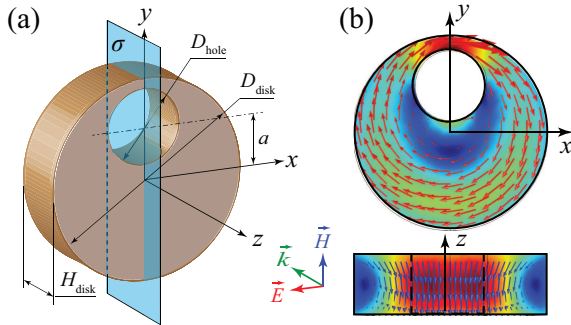 (a)
y
σ
D_hole
D_disk
a
x
z
H_disk
k⃗
H⃗
E⃗
(b)
y
x
z